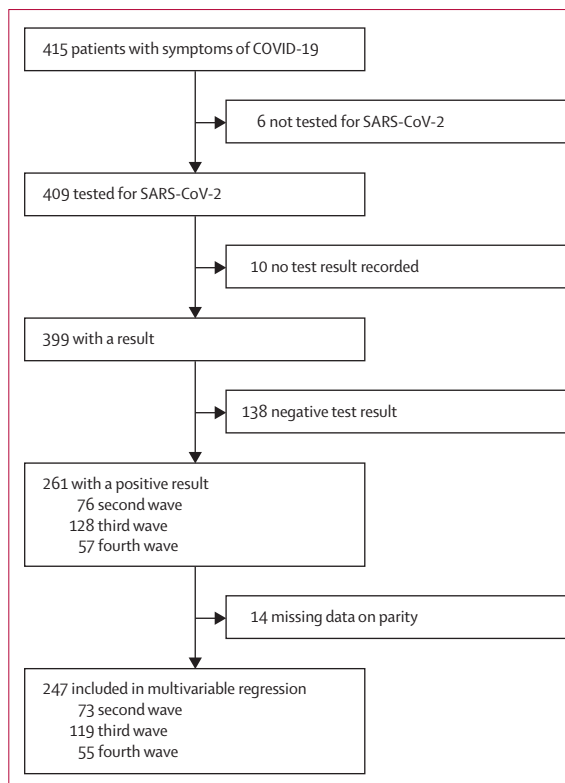 415 patients with symptoms of COVID-19
6 not tested for SARS-CoV-2
409 tested for SARS-CoV-2
10 no test result recorded
399 with a result
138 negative test result
261 with a positive result
76 second wave
128 third wave
57 fourth wave
14 missing data on parity
247 included in multivariable regression
73 second wave
119 third wave
55 fourth wave